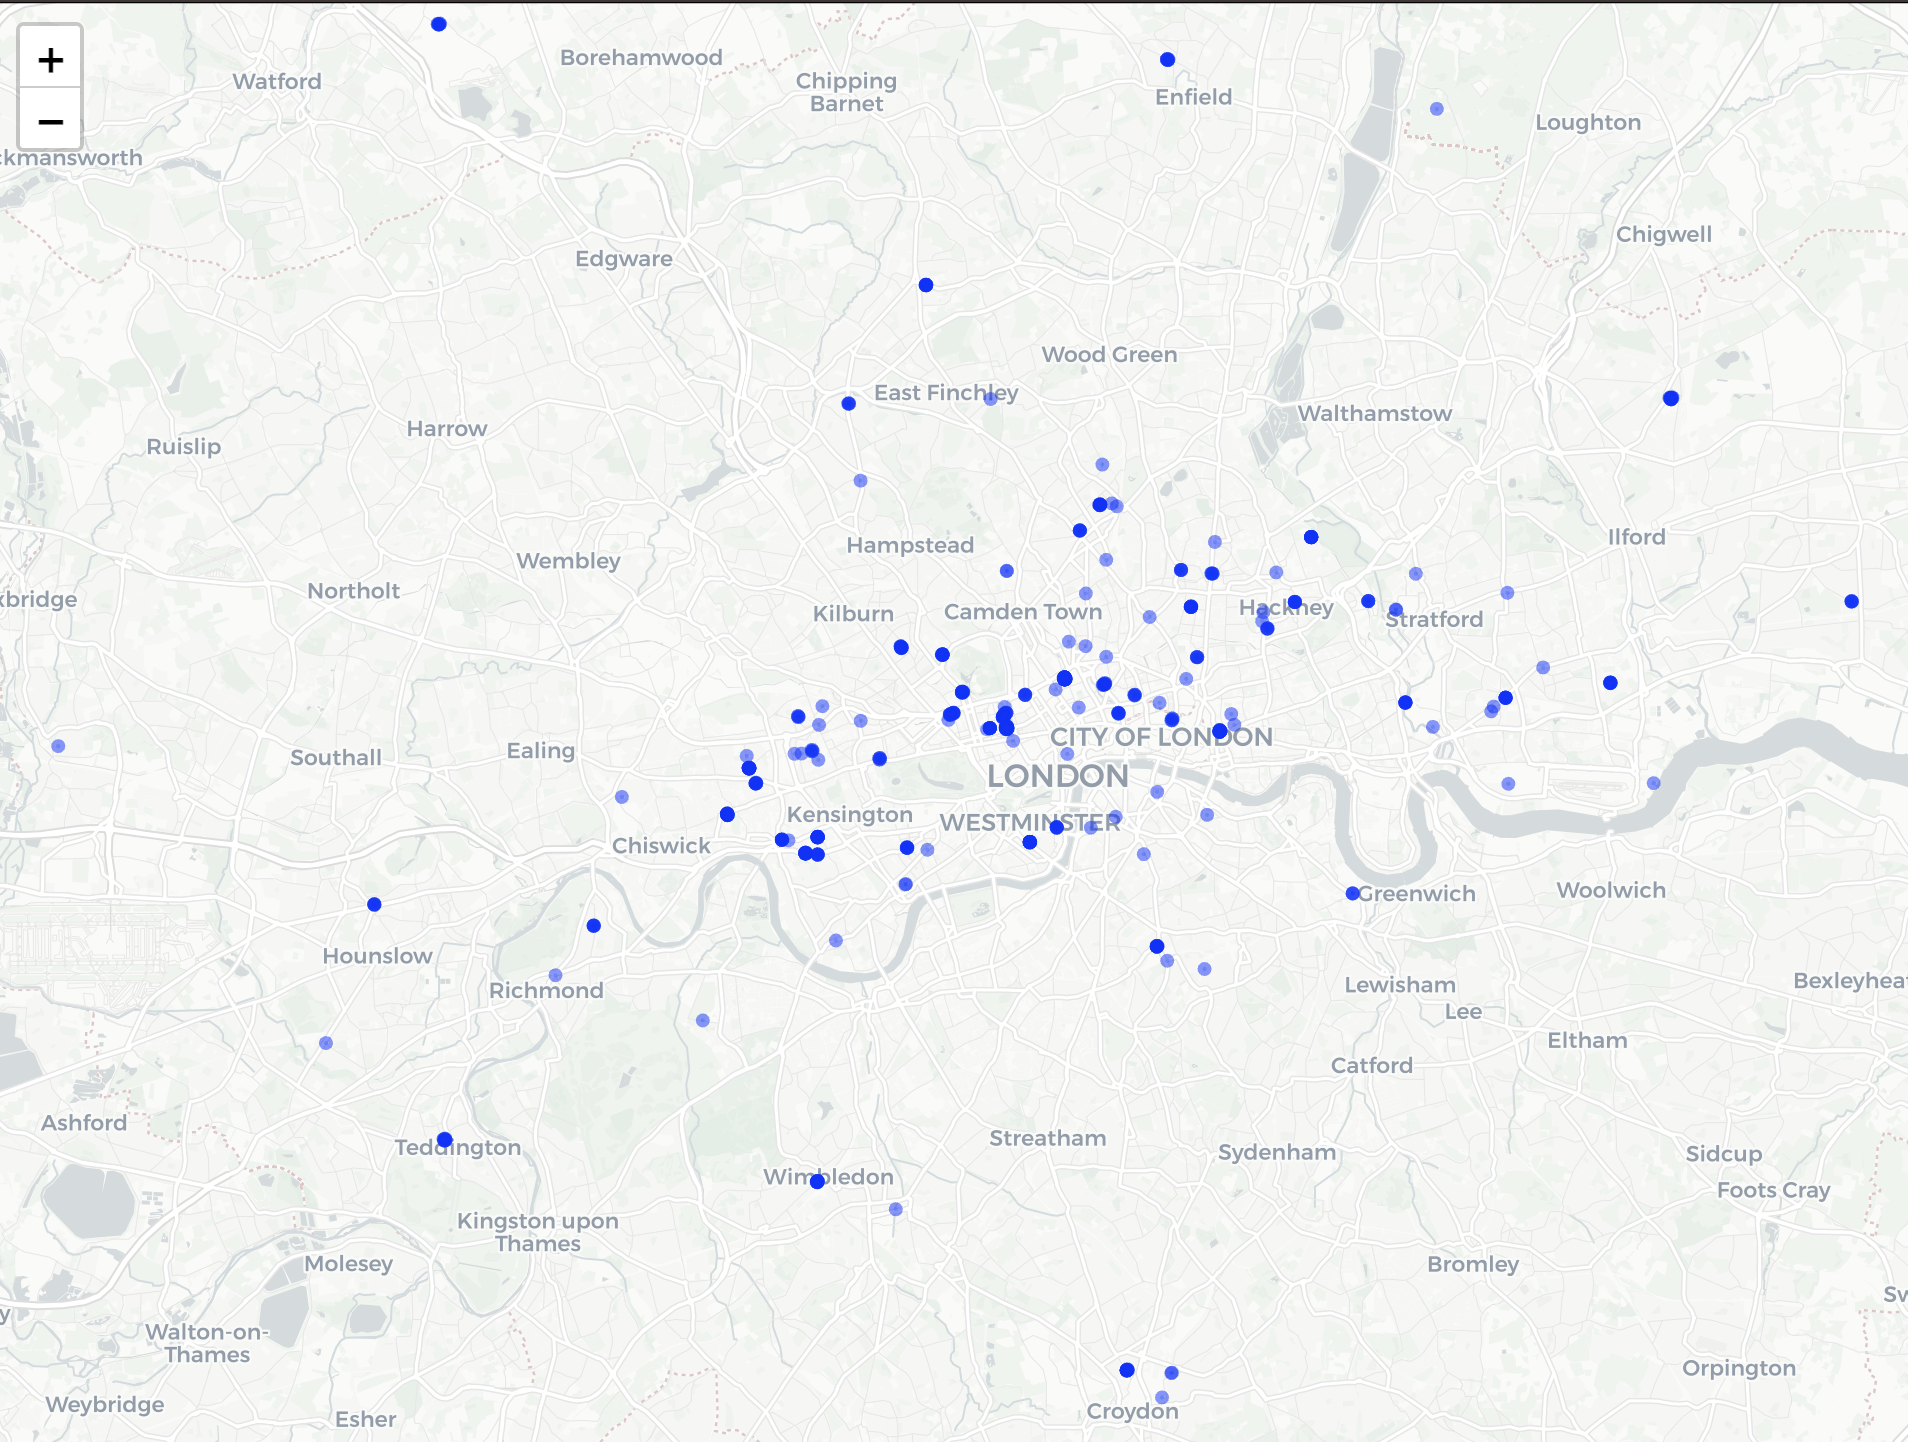 +
−
Borehamwood
Watford
Chipping
Barnet
Enfield
Loughton
ckmansworth
Chigwell
Edgware
Wood Green
East Finchley
Walthamstow
Harrow
Ruislip
Ilford
Hampstead
Wembley
Northolt
xbridge
Kilburn
Camden Town
Hackney
Stratford
CITY OF LONDON
Ealing
Southall
LONDON
Kensington
WESTMINSTER
Chiswick
Greenwich
Woolwich
Hounslow
Bexleyhea
Lewisham
Richmond
Lee
Eltham
Catford
Ashford
Streatham
Teddington
Sydenham
Sidcup
Wimbledon
Foots Cray
Kingston upon
Thames
Molesey
Bromley
Sw
y
Walton-on-
Thames
Orpington
Weybridge
Croydon
Esher